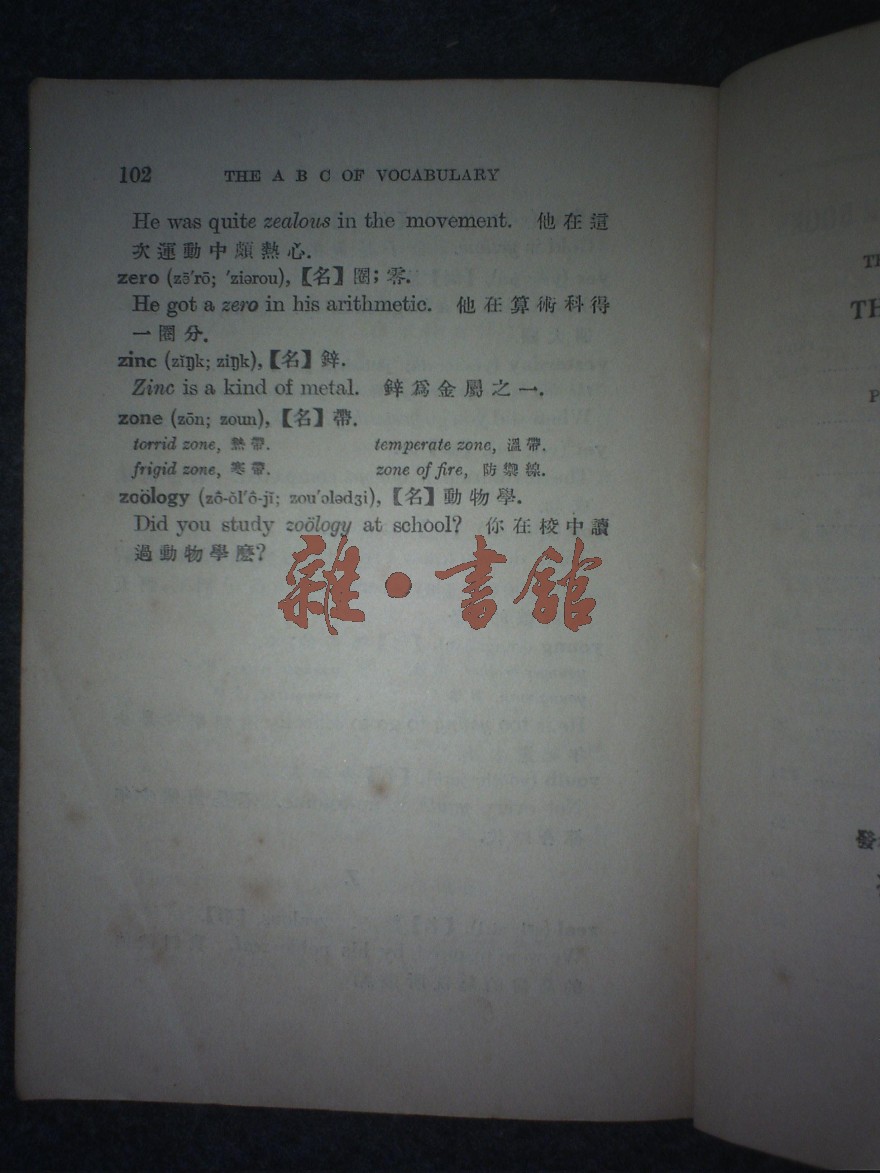 102 THE A B C OF VOCABULARY
He was quite zealous in the movement. 他在這
次運動中頗熱心.
zero (zē′rō; ′ziərou),【名】圈; 零.
He got a zero in his arithmetic. 他在算術科得
一圈分.
zinc (zĭŋk; ziŋk),【名】鋅.
Zinc is a kind of metal. 鋅爲金屬之一.
zone (zōn; zoun),【名】帶.
torrid zone, 熱帶. temperate zone, 溫帶.
frigid zone, 寒帶. zone of fire, 防禦線.
zoölogy (zô-ŏl′ô-jĭ; zou′ɔlədʒi),【名】動物學.
Did you study zoölogy at school? 你在校中讀
過動物學麽?
雜•書館
TH